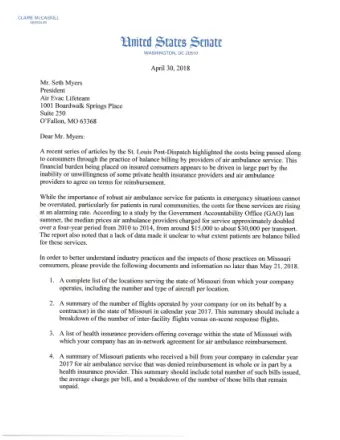 CLAIRE McCASKILL
MISSOURI
United States Senate
WASHINGTON, DC 20510
April 30, 2018
Mr. Seth Myers
President
Air Evac Lifeteam
1001 Boardwalk Springs Place
Suite 250
O'Fallon, MO 63368
Dear Mr. Myers:
A recent series of articles by the St. Louis Post-Dispatch highlighted the costs being passed along
to consumers through the practice of balance billing by providers of air ambulance service. This
financial burden being placed on insured consumers appears to be driven in large part by the
inability or unwillingness of some private health insurance providers and air ambulance
providers to agree on terms for reimbursement.
While the importance of robust air ambulance service for patients in emergency situations cannot
be overstated, particularly for patients in rural communities, the costs for these services are rising
at an alarming rate. According to a study by the Government Accountability Office (GAO) last
summer, the median prices air ambulance providers charged for service approximately doubled
over a four-year period from 2010 to 2014, from around $15,000 to about $30,000 per transport.
The report also noted that a lack of data made it unclear to what extent patients are balance billed
for these services.
In order to better understand industry practices and the impacts of those practices on Missouri
consumers, please provide the following documents and information no later than May 21, 2018.
1. A complete list of the locations serving the state of Missouri from which your company
operates, including the number and type of aircraft per location.
2. A summary of the number of flights operated by your company (or on its behalf by a
contractor) in the state of Missouri in calendar year 2017. This summary should include a
breakdown of the number of inter-facility flights versus on-scene response flights.
3. A list of health insurance providers offering coverage within the state of Missouri with
which your company has an in-network agreement for air ambulance reimbursement.
4. A summary of Missouri patients who received a bill from your company in calendar year
2017 for air ambulance service that was denied reimbursement in whole or in part by a
health insurance provider. This summary should include total number of such bills issued,
the average charge per bill, and a breakdown of the number of those bills that remain
unpaid.